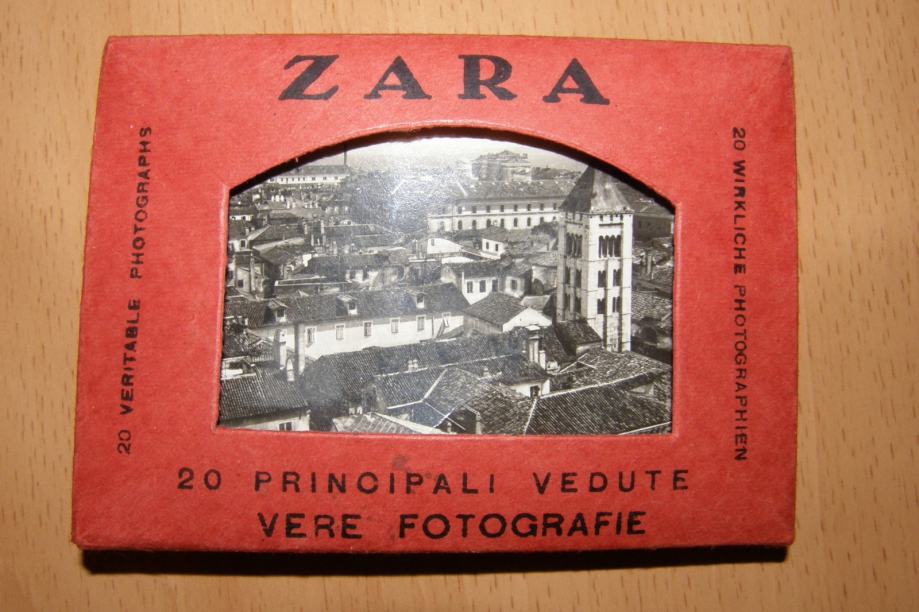 ZARA
20 VERITABLE PHOTOGRAPHS
20 WIRKLICHE PHOTOGRAPHIEN
20 PRINCIPALI VEDUTE
VERE FOTOGRAFIE